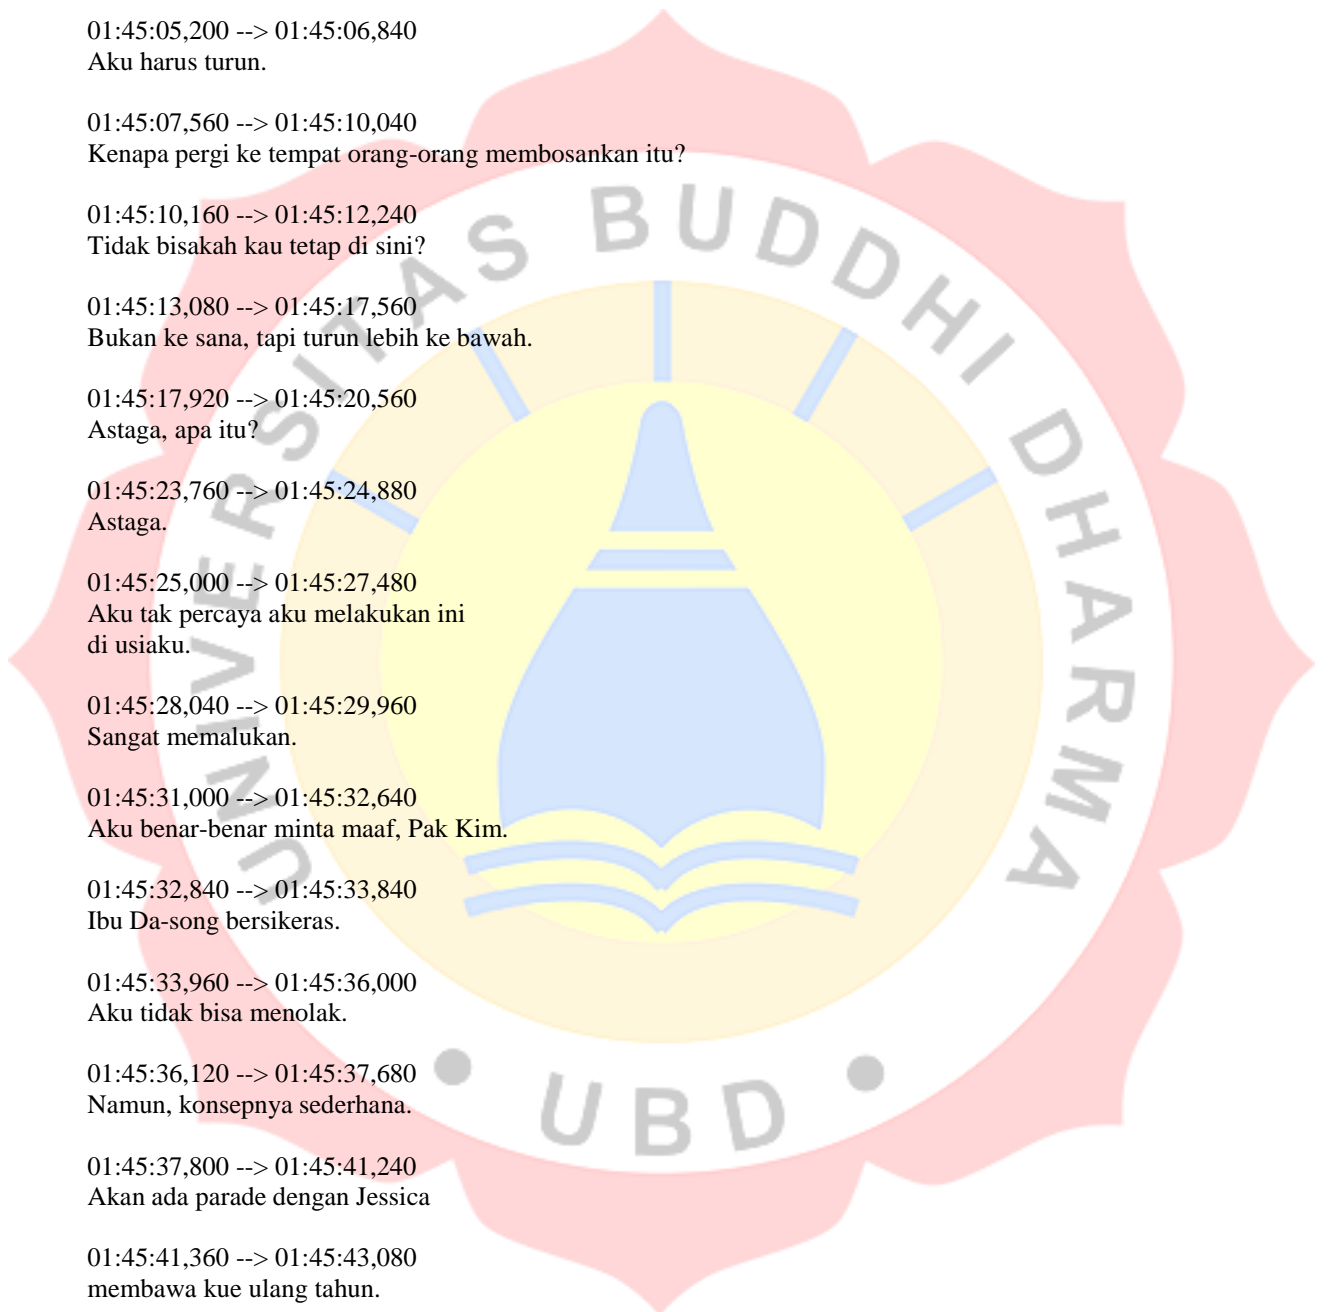 01:45:05,200 --> 01:45:06,840
Aku harus turun.
01:45:07,560 --> 01:45:10,040
Kenapa pergi ke tempat orang-orang membosankan itu?
01:45:10,160 --> 01:45:12,240
Tidak bisakah kau tetap di sini?
01:45:13,080 --> 01:45:17,560
Bukan ke sana, tapi turun lebih ke bawah.
01:45:17,920 --> 01:45:20,560
Astaga, apa itu?
01:45:23,760 --> 01:45:24,880
Astaga.
01:45:25,000 --> 01:45:27,480
Aku tak percaya aku melakukan ini
di usiaku.
01:45:28,040 --> 01:45:29,960
Sangat memalukan.
01:45:31,000 --> 01:45:32,640
Aku benar-benar minta maaf, Pak Kim.
01:45:32,840 --> 01:45:33,840
Ibu Da-song bersikeras.
01:45:33,960 --> 01:45:36,000
Aku tidak bisa menolak.
01:45:36,120 --> 01:45:37,680
Namun, konsepnya sederhana.
01:45:37,800 --> 01:45:41,240
Akan ada parade dengan Jessica
01:45:41,360 --> 01:45:43,080
membawa kue ulang tahun.
UNIVERSITAS BUDDHI DHARMA
UBD